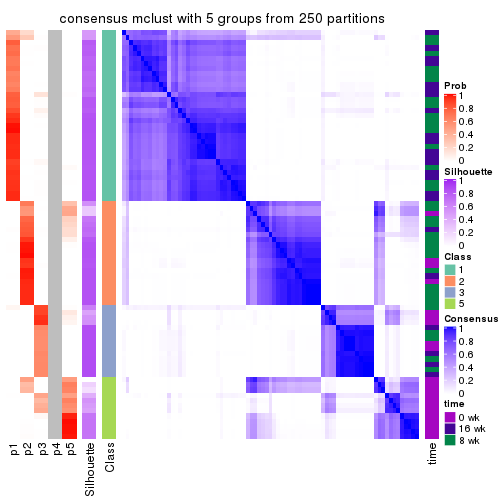 consensus mclust with 5 groups from 250 partitions
Prob
1
0.8
0.6
0.4
0.2
0
Silhouette
1
0.8
0.6
0.4
0.2
0
Class
1
2
3
5
Consensus
1
0.8
0.6
0.4
0.2
0
time
0 wk
16 wk
8 wk
p1
p2
p3
p4
p5
Silhouette
Class
time